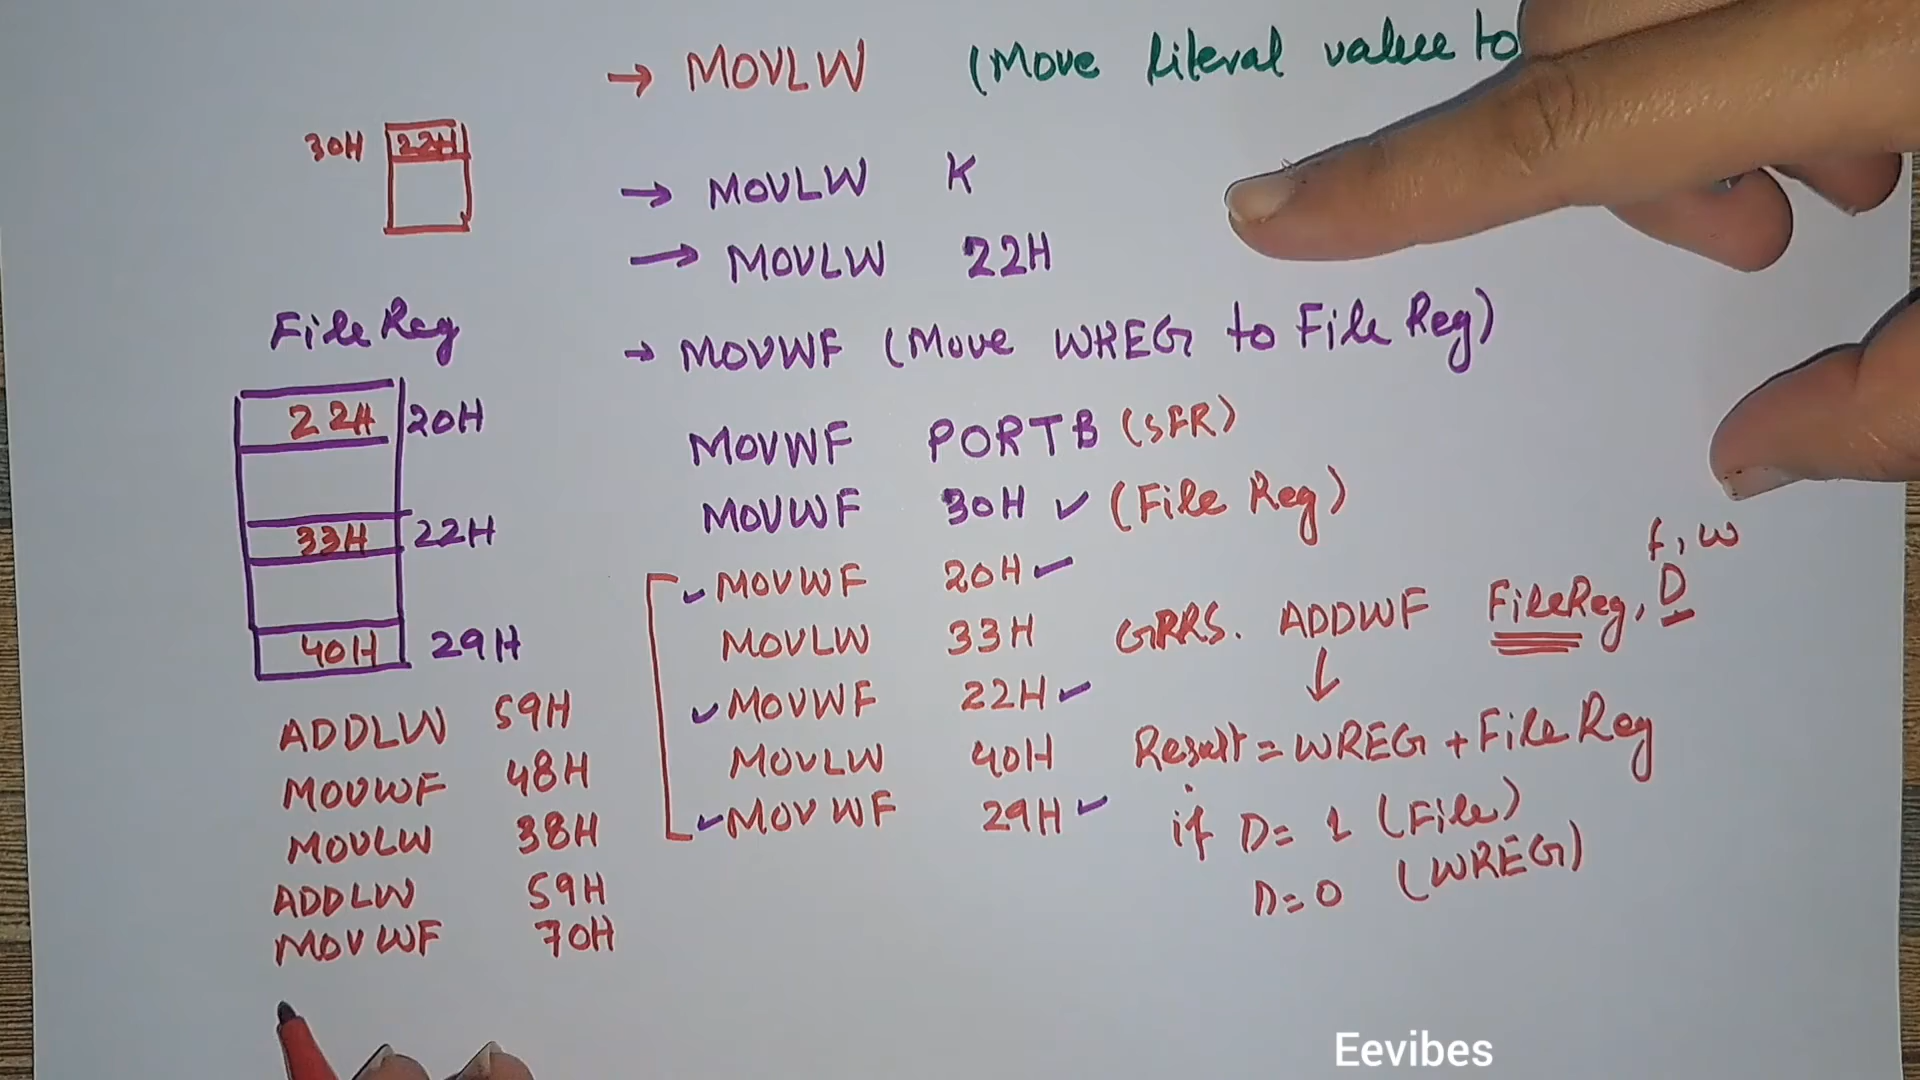 → MOVLW (Move literal value to
30H 22H
→ MOVLW K
→ MOVLW 22H
File Reg
→ MOVWF (Move WREG to File Reg)
22H 20H
33H 22H
40H 29H
MOVWF PORTB (SFR)
MOVWF 30H ✓ (File Reg)
✓ MOVWF 20H ✓
MOVLW 33H
✓ MOVWF 22H ✓
MOVLW 40H
✓ MOVWF 29H ✓
f, w
GRRS. ADDWF FileReg, D
↓
Result = WREG + File Reg
if D = 1 (File)
D = 0 (WREG)
ADDLW 59H
MOVWF 48H
MOVLW 38H
ADDLW 59H
MOVWF 70H
Eevibes